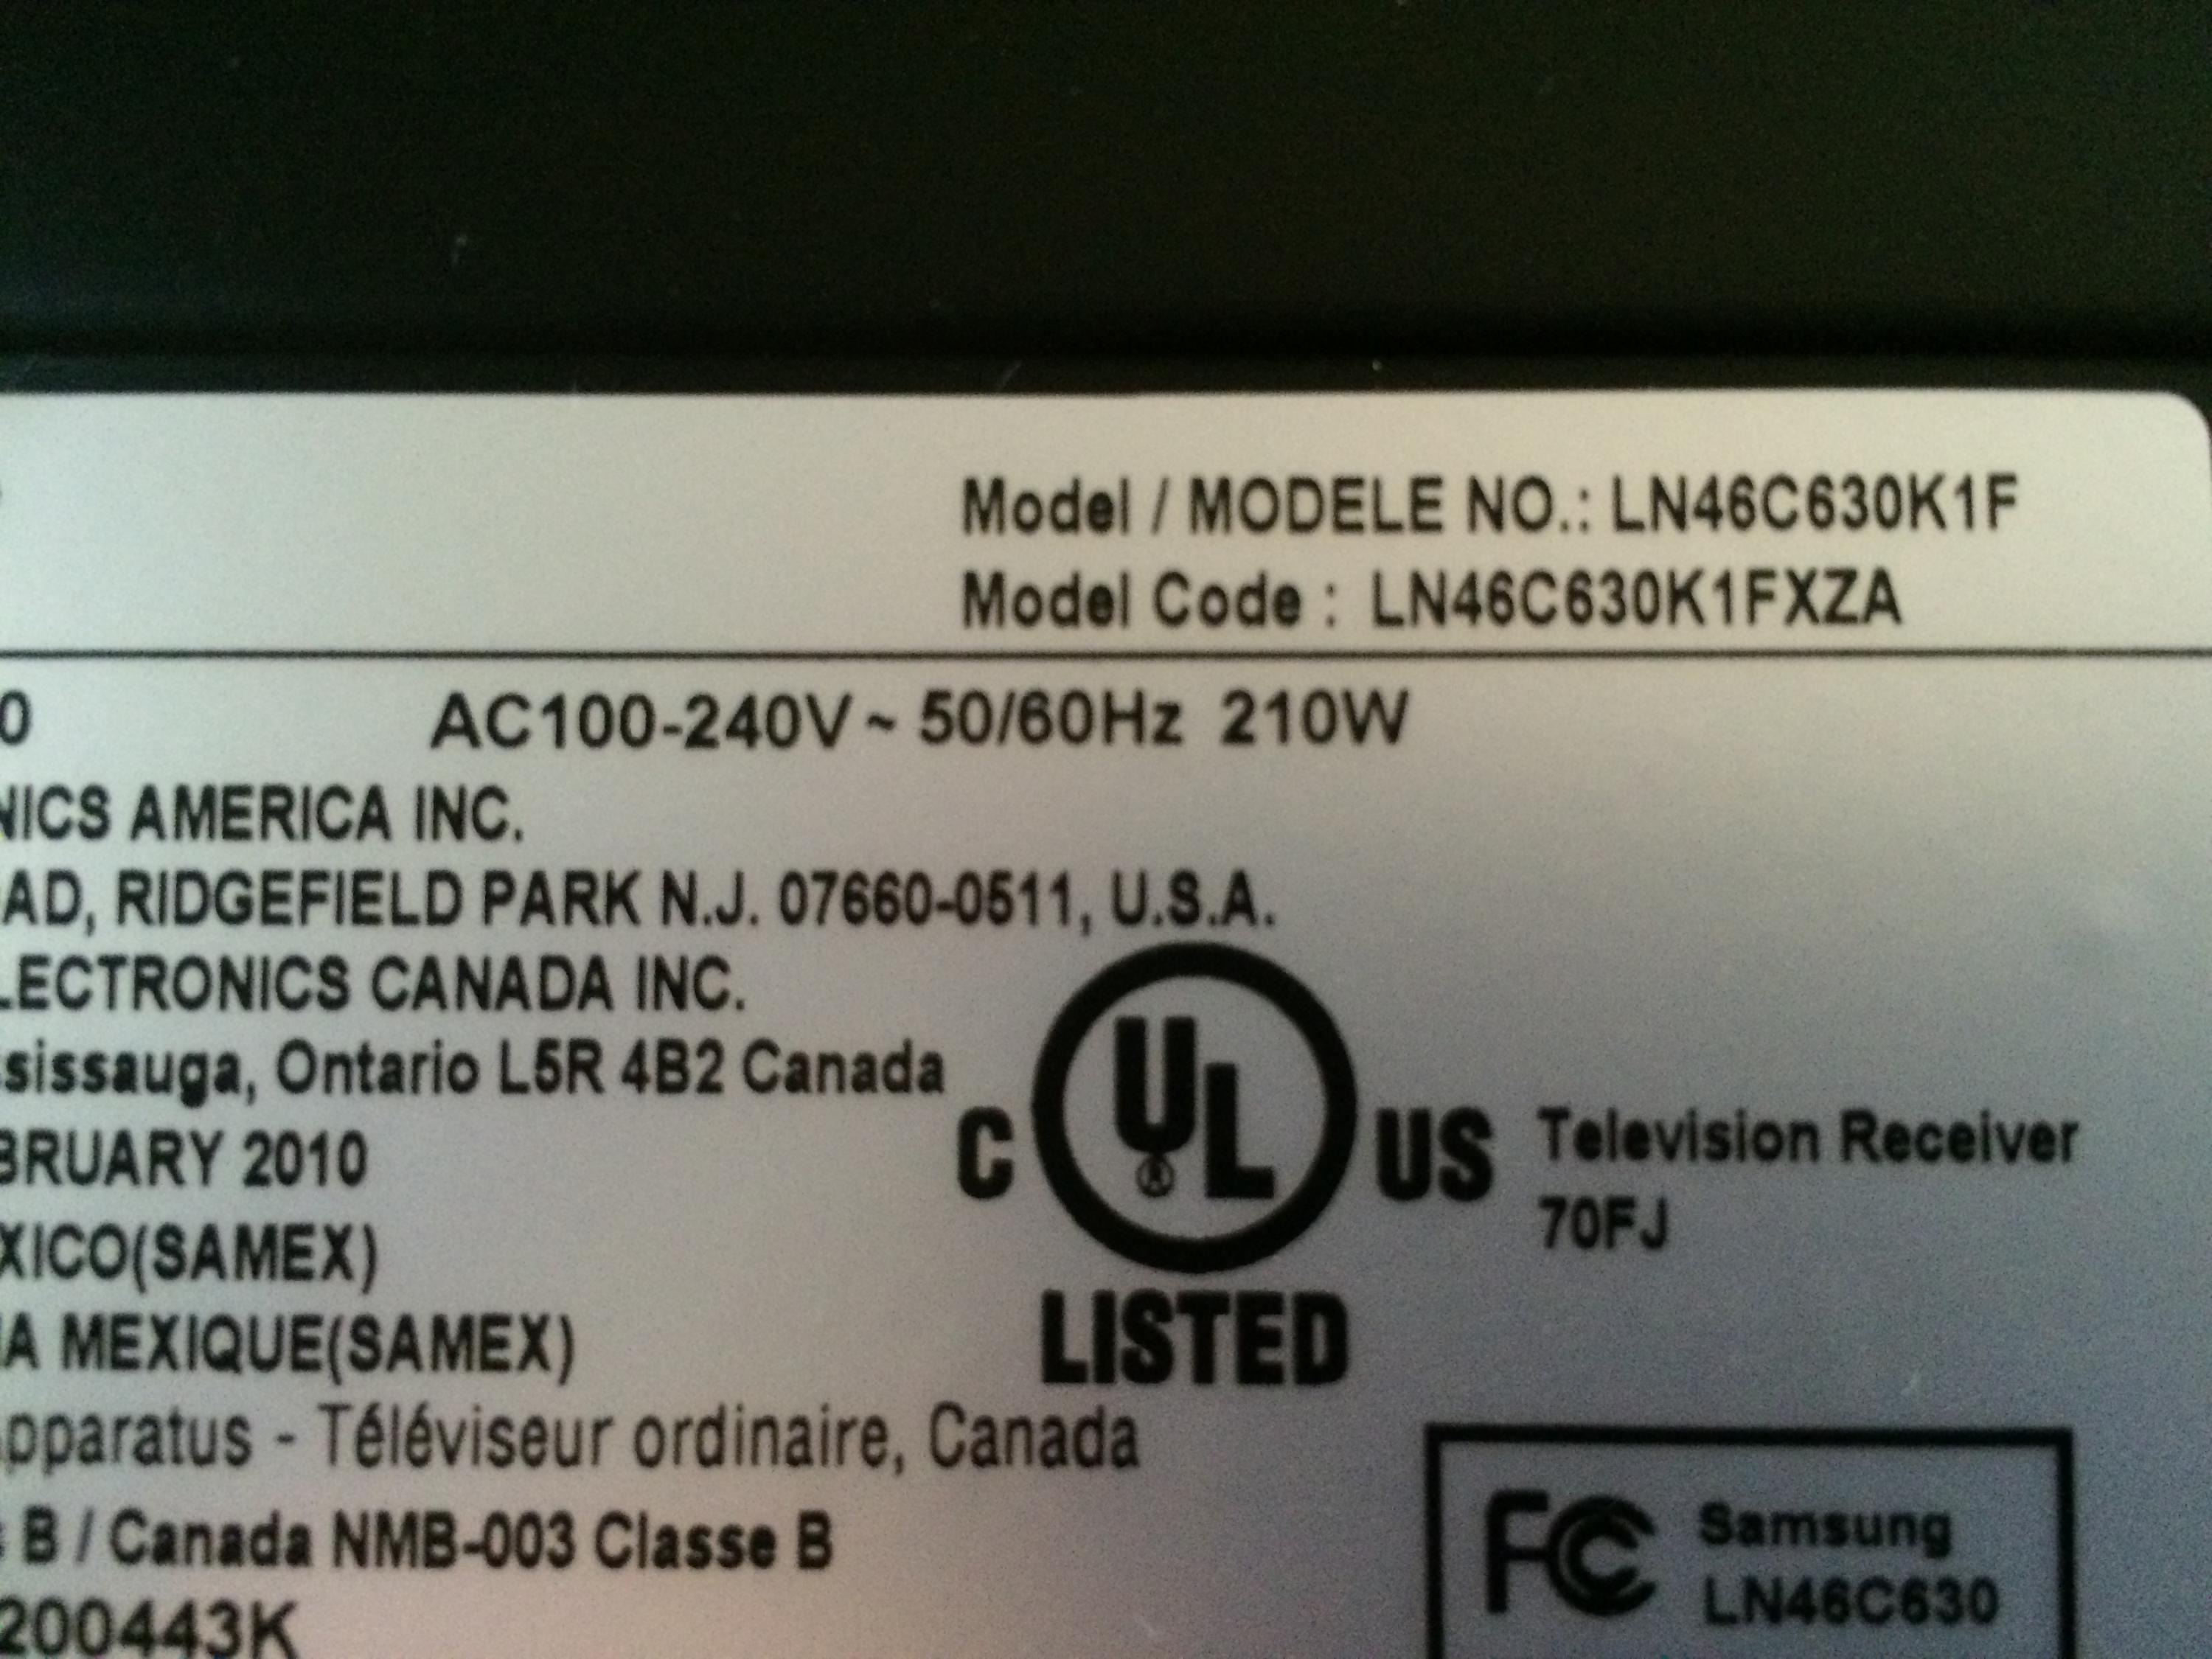 Model / MODELE NO.: LN46C630K1F
Model Code : LN46C630K1FXZA
0 AC100-240V ~ 50/60Hz 210W
NICS AMERICA INC.
AD, RIDGEFIELD PARK N.J. 07660-0511, U.S.A.
LECTRONICS CANADA INC.
ssissauga, Ontario L5R 4B2 Canada
BRUARY 2010
XICO(SAMEX)
A MEXIQUE(SAMEX)
C UL® US
LISTED
Television Receiver
70FJ
pparatus - Téléviseur ordinaire, Canada
B / Canada NMB-003 Classe B
200443K
FC Samsung
LN46C630